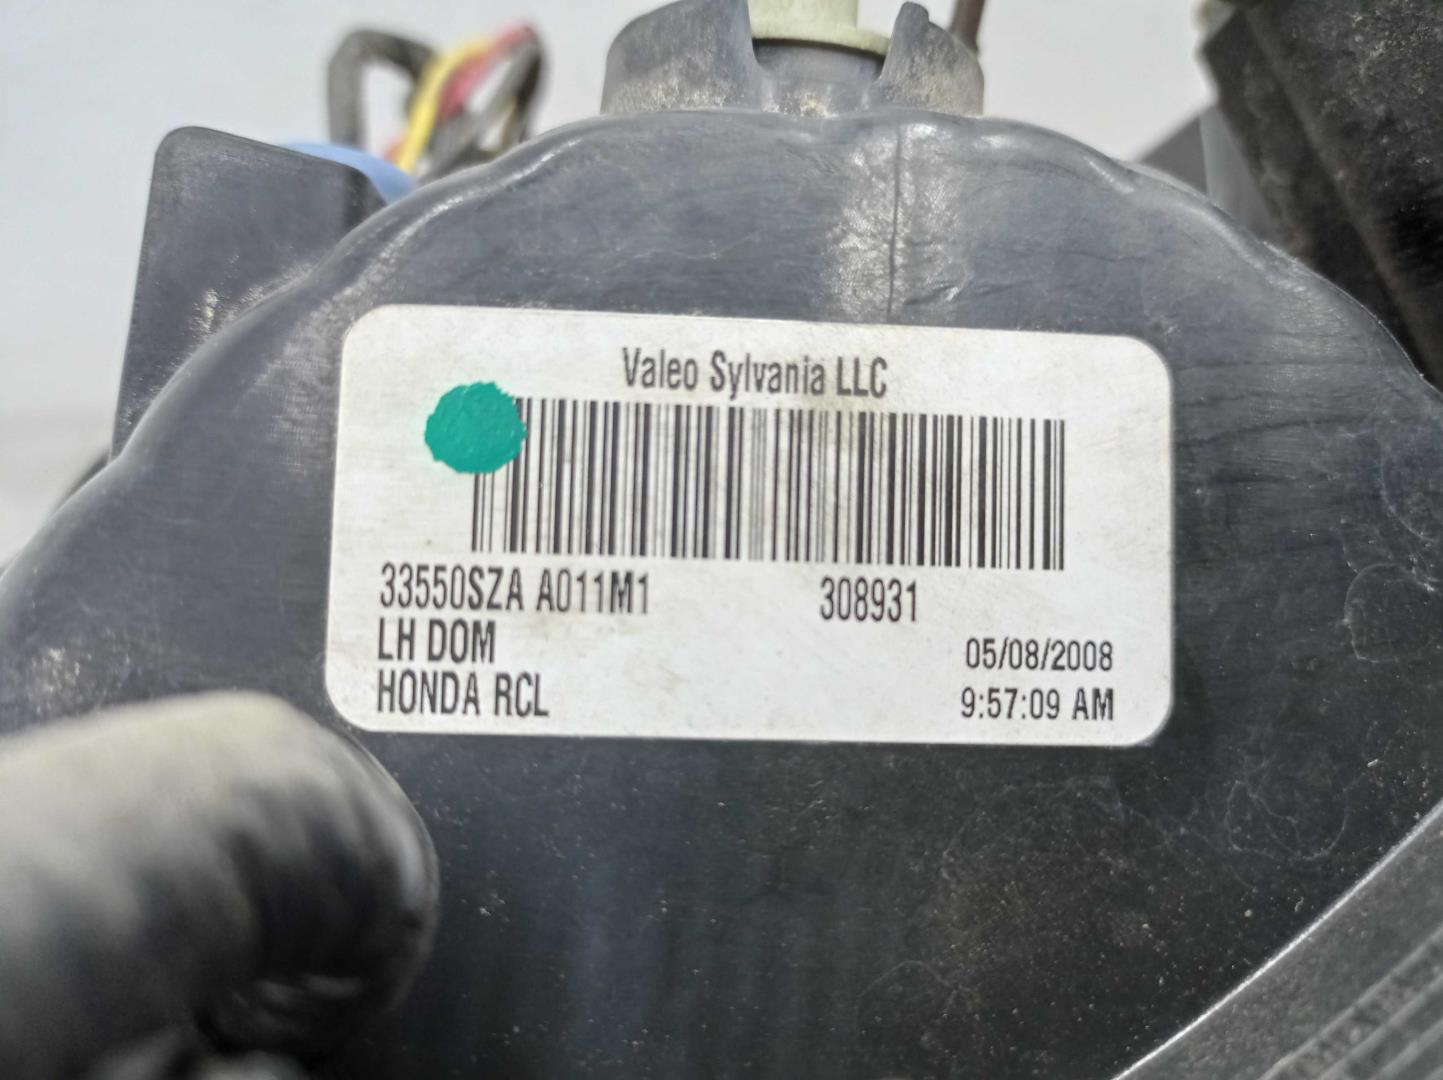 Valeo Sylvania LLC
33550SZA A011M1 308931
LH DOM
05/08/2008
HONDA RCL
9:57:09 AM